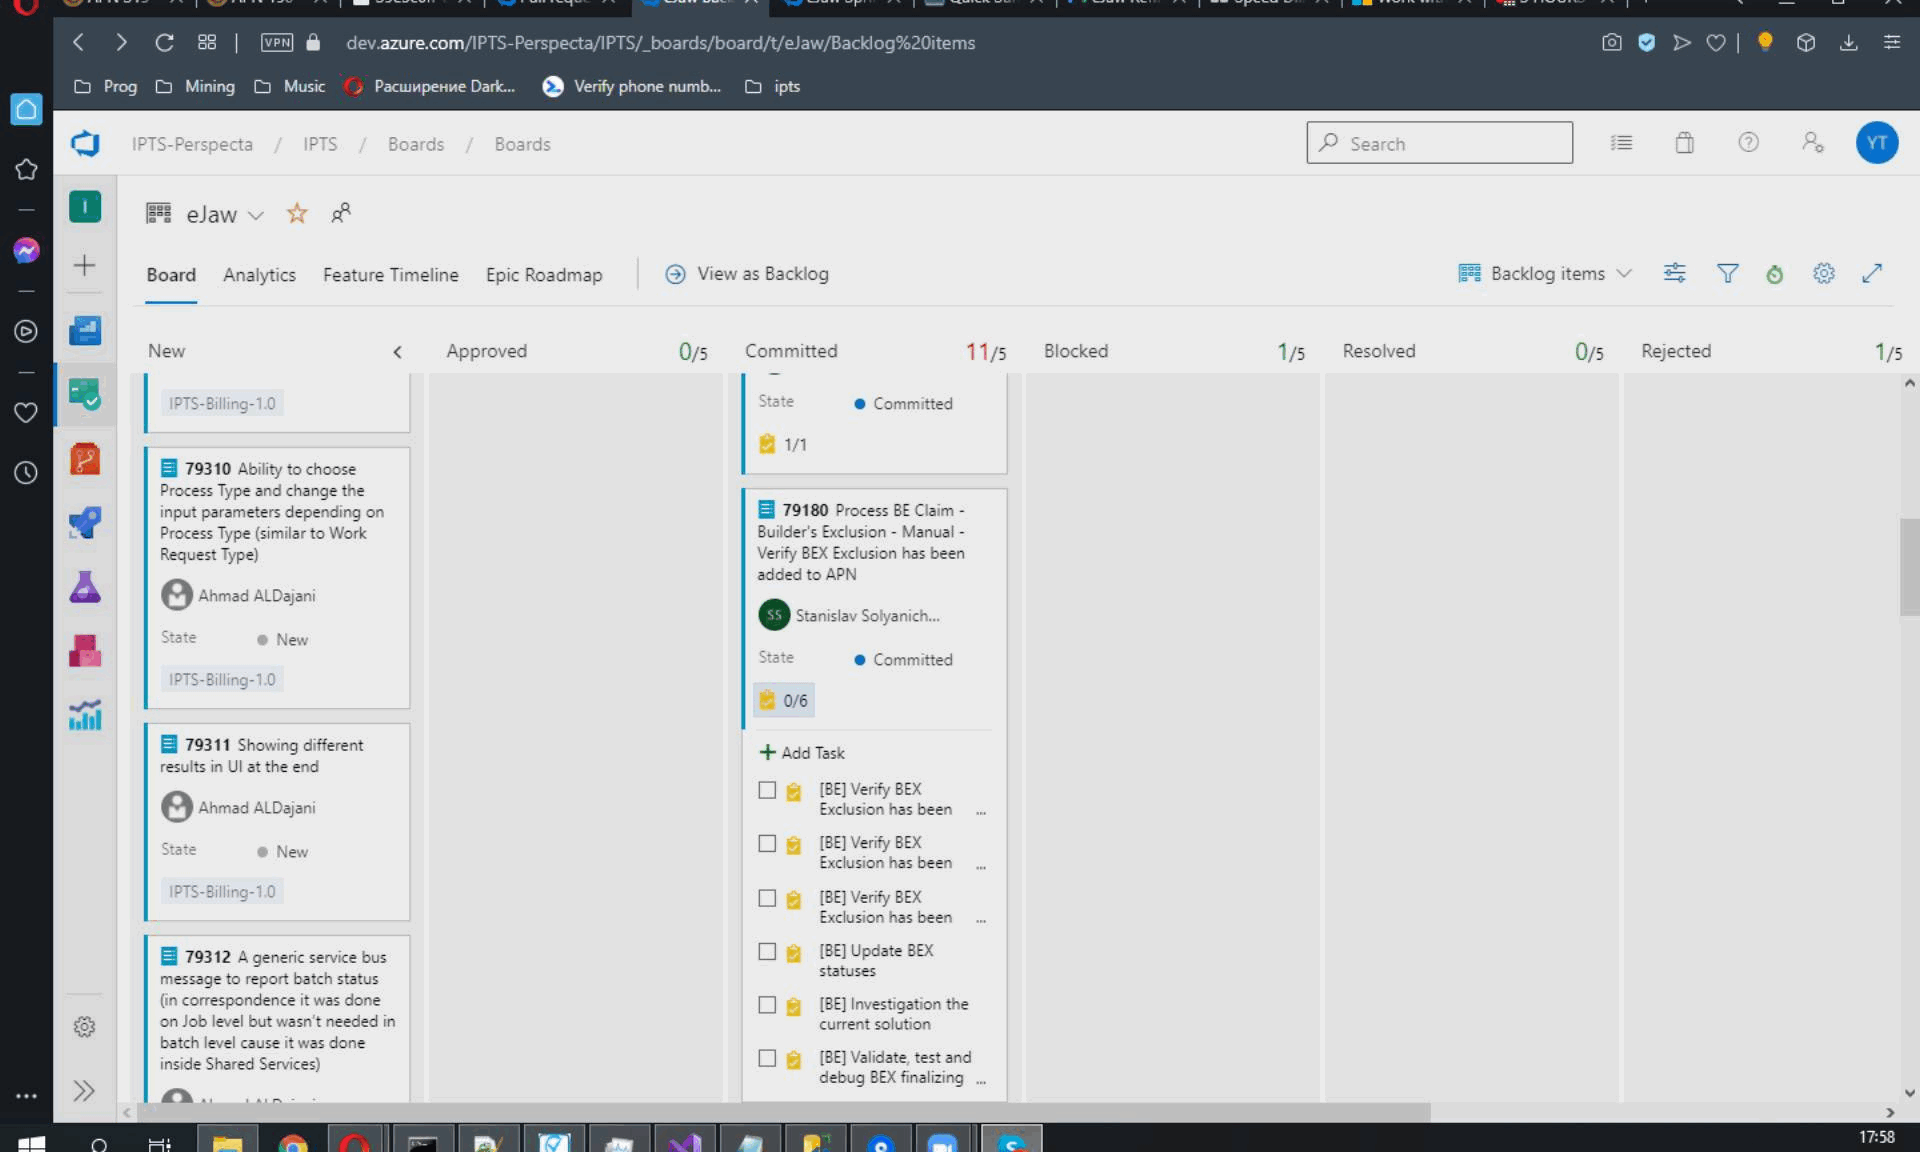 VPN
dev.azure.com/IPTS-Perspecta/IPTS/_boards/board/t/eJaw/Backlog%20items
Prog
Mining
Music
Расширение Dark...
Verify phone numb...
ipts
IPTS-Perspecta / IPTS / Boards / Boards
Search
YT
I
eJaw
Board
Analytics
Feature Timeline
Epic Roadmap
View as Backlog
Backlog items
New
Approved
0/5
Committed
11/5
Blocked
1/5
Resolved
0/5
Rejected
1/5
IPTS-Billing-1.0
79310 Ability to choose
Process Type and change the
input parameters depending on
Process Type (similar to Work
Request Type)
Ahmad ALDajani
State
New
IPTS-Billing-1.0
79311 Showing different
results in UI at the end
Ahmad ALDajani
State
New
IPTS-Billing-1.0
79312 A generic service bus
message to report batch status
(in correspondence it was done
on Job level but wasn't needed in
batch level cause it was done
inside Shared Services)
State
Committed
1/1
79180 Process BE Claim -
Builder's Exclusion - Manual -
Verify BEX Exclusion has been
added to APN
SS
Stanislav Solyanich...
State
Committed
0/6
Add Task
[BE] Verify BEX
Exclusion has been ...
[BE] Verify BEX
Exclusion has been ...
[BE] Verify BEX
Exclusion has been ...
[BE] Update BEX
statuses
[BE] Investigation the
current solution
[BE] Validate, test and
debug BEX finalizing ...
17:58